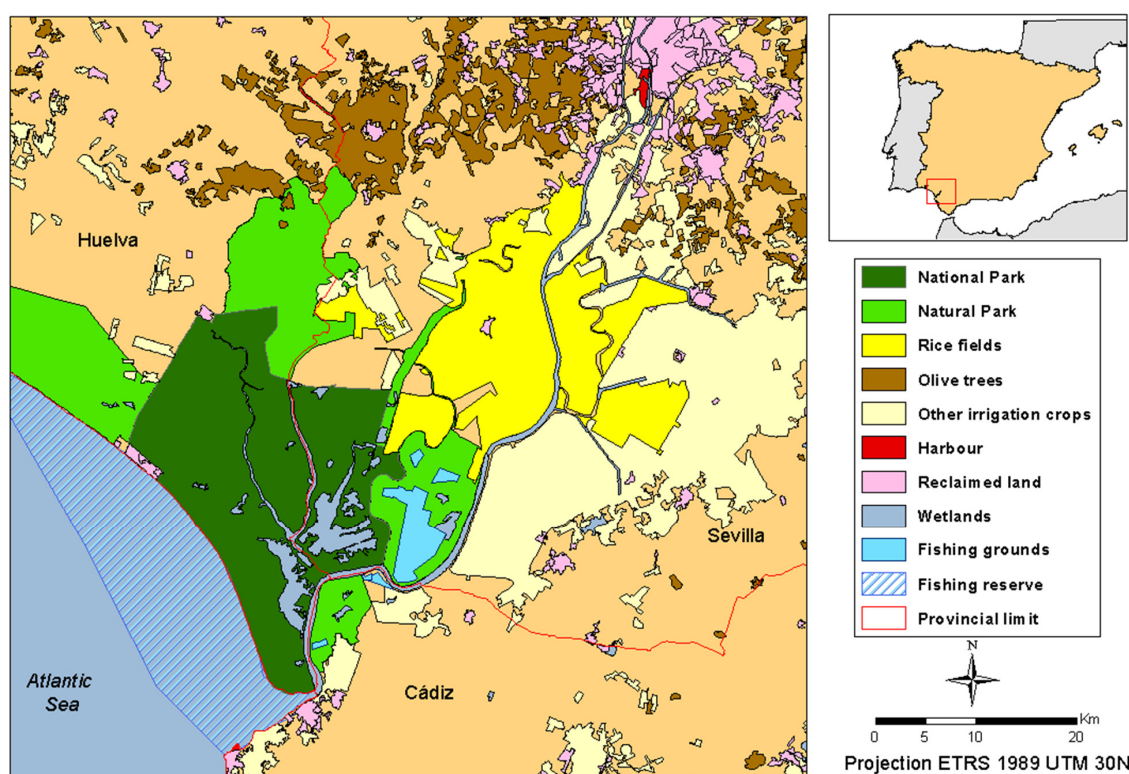 Huelva
Sevilla
Cádiz
Atlantic
Sea
National Park
Natural Park
Rice fields
Olive trees
Other irrigation crops
Harbour
Reclaimed land
Wetlands
Fishing grounds
Fishing reserve
Provincial limit
N
Km
0 5 10 20
Projection ETRS 1989 UTM 30N